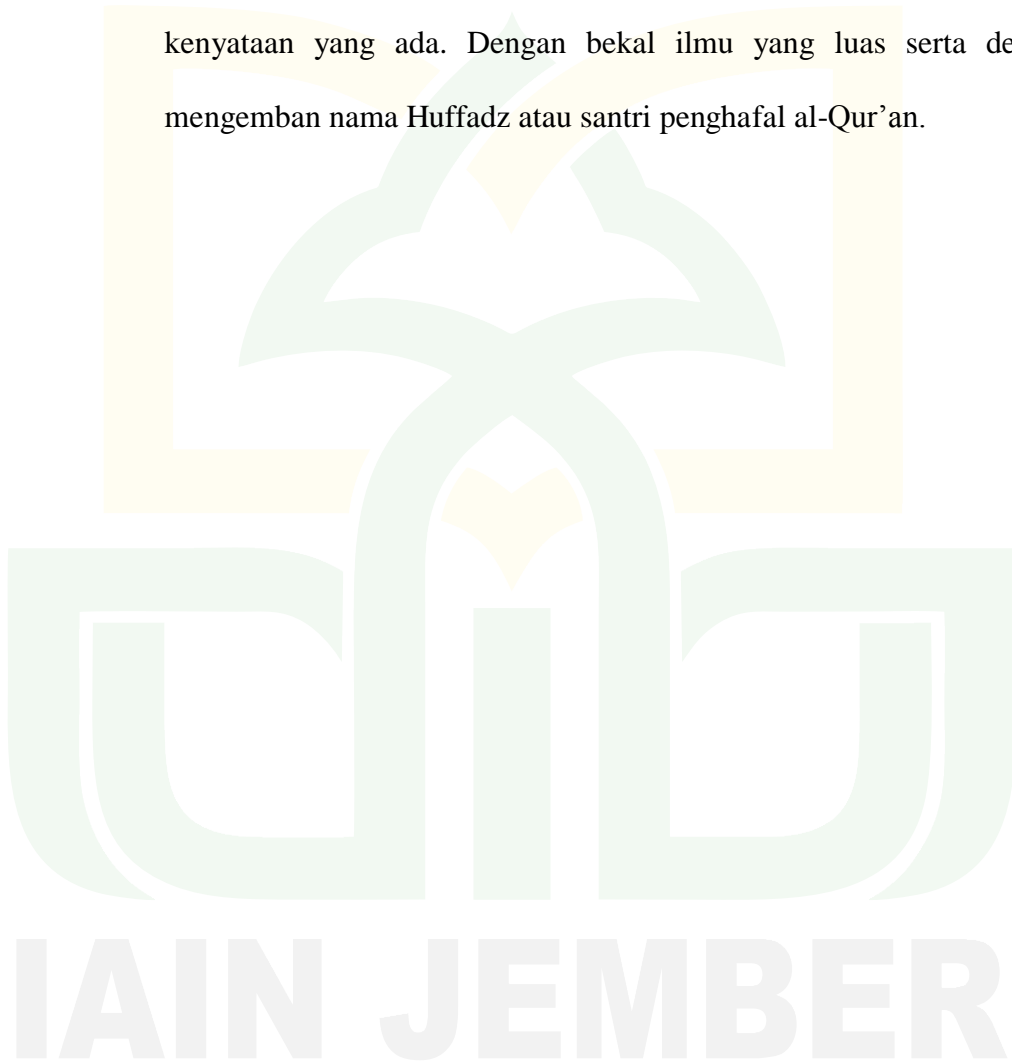 kenyataan yang ada. Dengan bekal ilmu yang luas serta
mengemban nama Huffadz atau santri penghafal al-Qur’an.
IAIN JEMBER